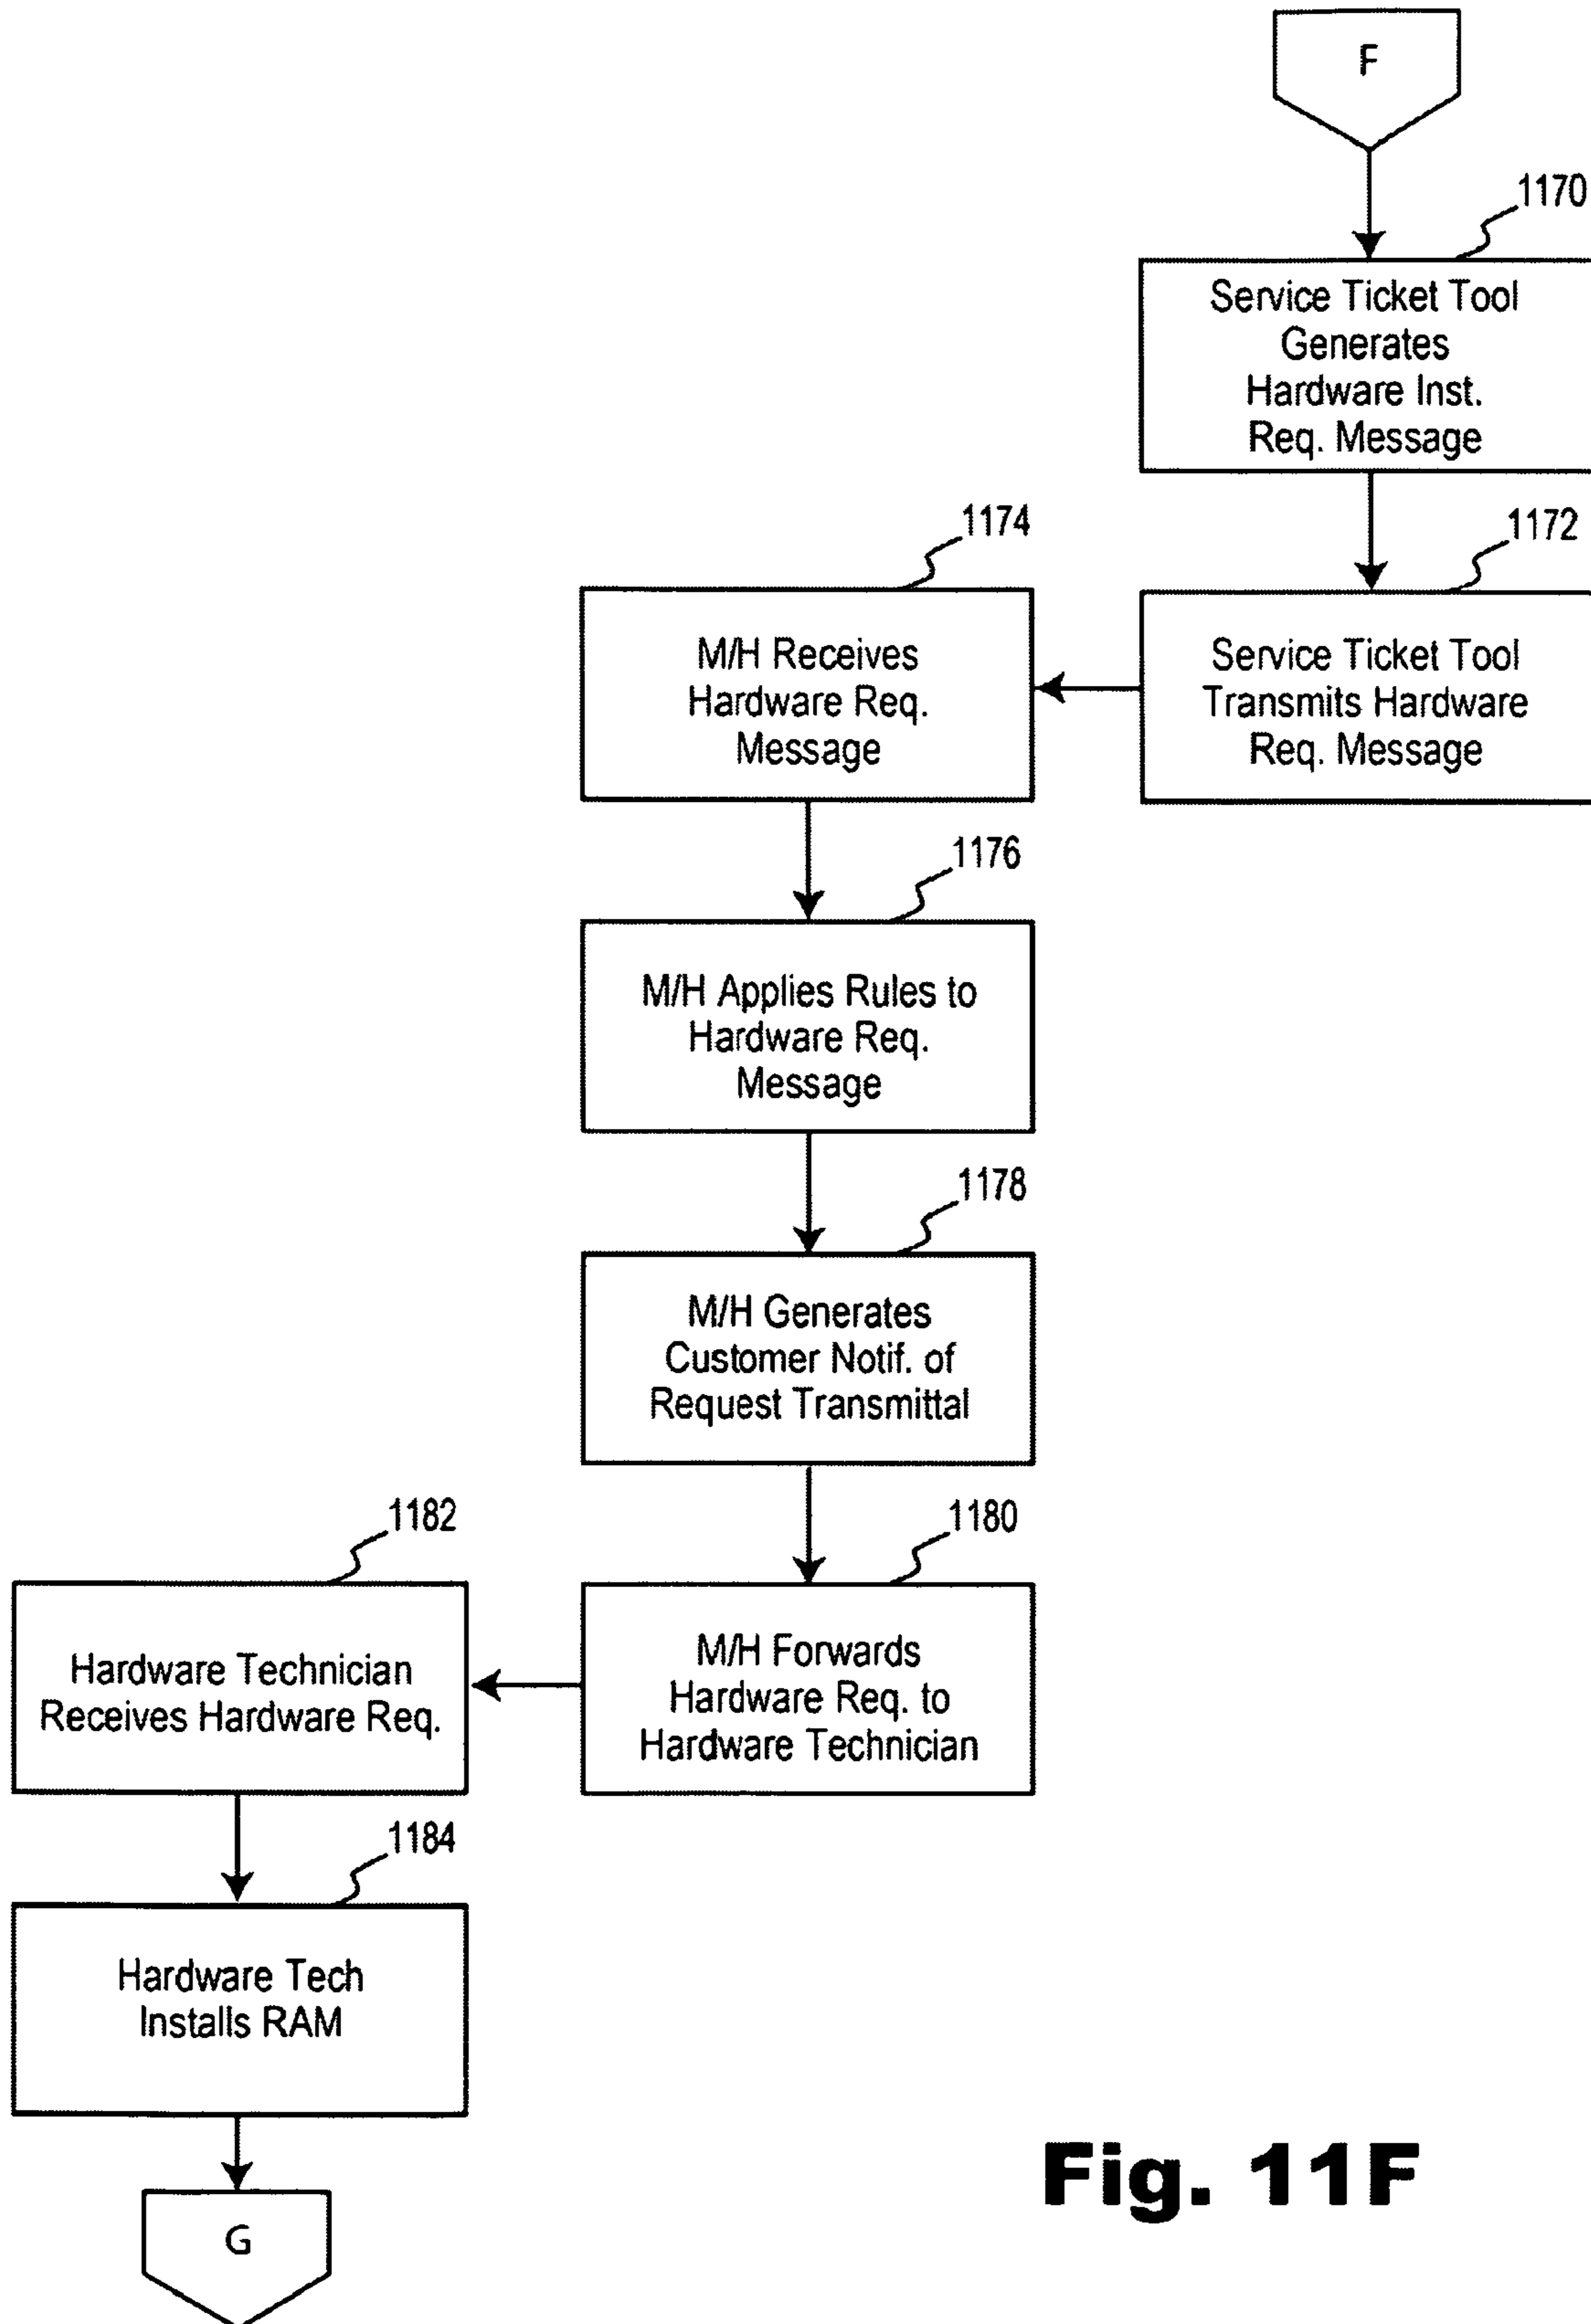 F
1170
Service Ticket Tool
Generates
Hardware Inst.
Req. Message
1172
Service Ticket Tool
Transmits Hardware
Req. Message
1174
M/H Receives
Hardware Req.
Message
1176
M/H Applies Rules to
Hardware Req.
Message
1178
M/H Generates
Customer Notif. of
Request Transmittal
1180
M/H Forwards
Hardware Req. to
Hardware Technician
1182
Hardware Technician
Receives Hardware Req.
1184
Hardware Tech
Installs RAM
G
Fig. 11F